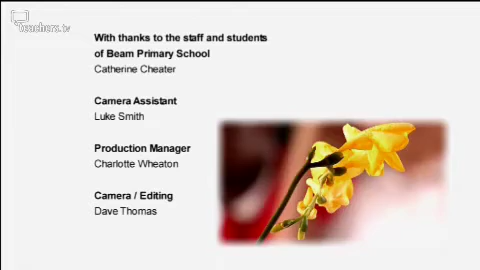 Teachers.tv
With thanks to the staff and students
of Beam Primary School
Catherine Cheater
Camera Assistant
Luke Smith
Production Manager
Charlotte Wheaton
Camera / Editing
Dave Thomas